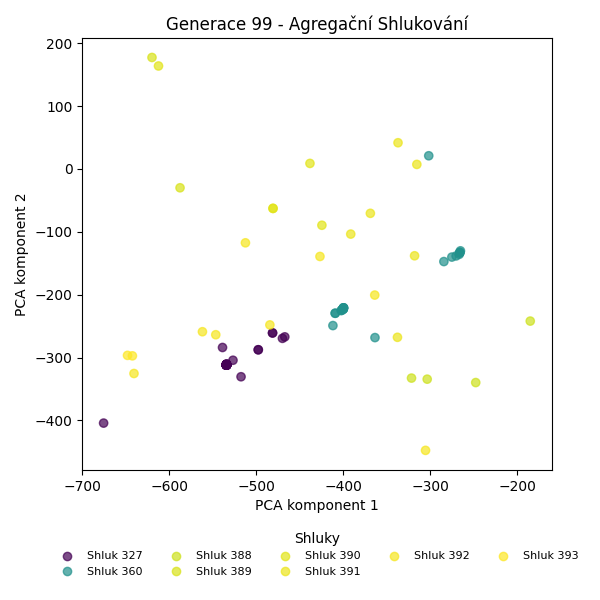 Generace 99 - Agregační Shlukování
200
100
0
−100
−200
−300
−400
PCA komponent 2
−700 −600 −500 −400 −300 −200
PCA komponent 1
Shluky
Shluk 327 Shluk 388 Shluk 390 Shluk 392 Shluk 393
Shluk 360 Shluk 389 Shluk 391